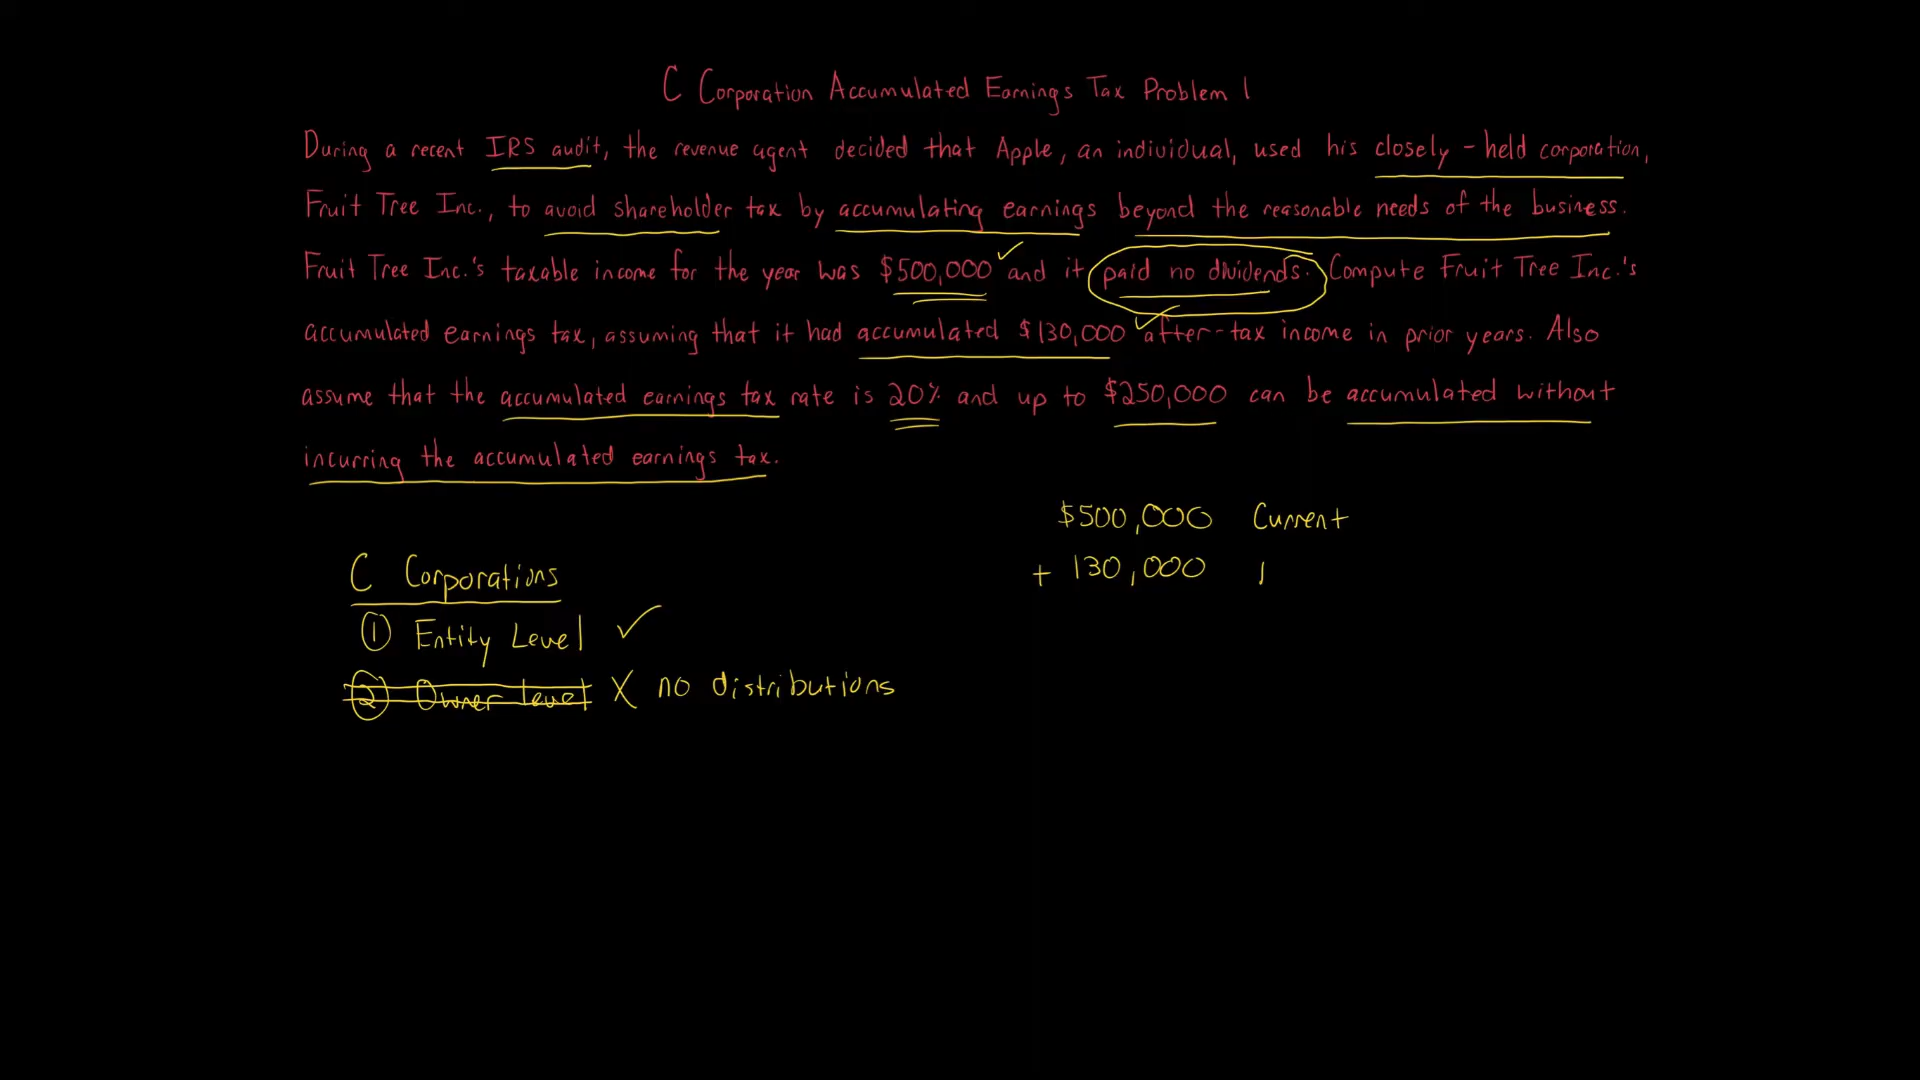 C Corporation Accumulated Earnings Tax Problem 1
During a recent IRS audit, the revenue agent decided that Apple, an individual, used his closely-held corporation,
Fruit Tree Inc., to avoid shareholder tax by accumulating earnings beyond the reasonable needs of the business.
Fruit Tree Inc.'s taxable income for the year was $500,000 and it paid no dividends. Compute Fruit Tree Inc.'s
accumulated earnings tax, assuming that it had accumulated $130,000 after-tax income in prior years. Also
assume that the accumulated earnings tax rate is 20% and up to $250,000 can be accumulated without
incurring the accumulated earnings tax.
$500,000 Current
+ 130,000
C Corporations
① Entity Level ✓
② Owner level X no distributions